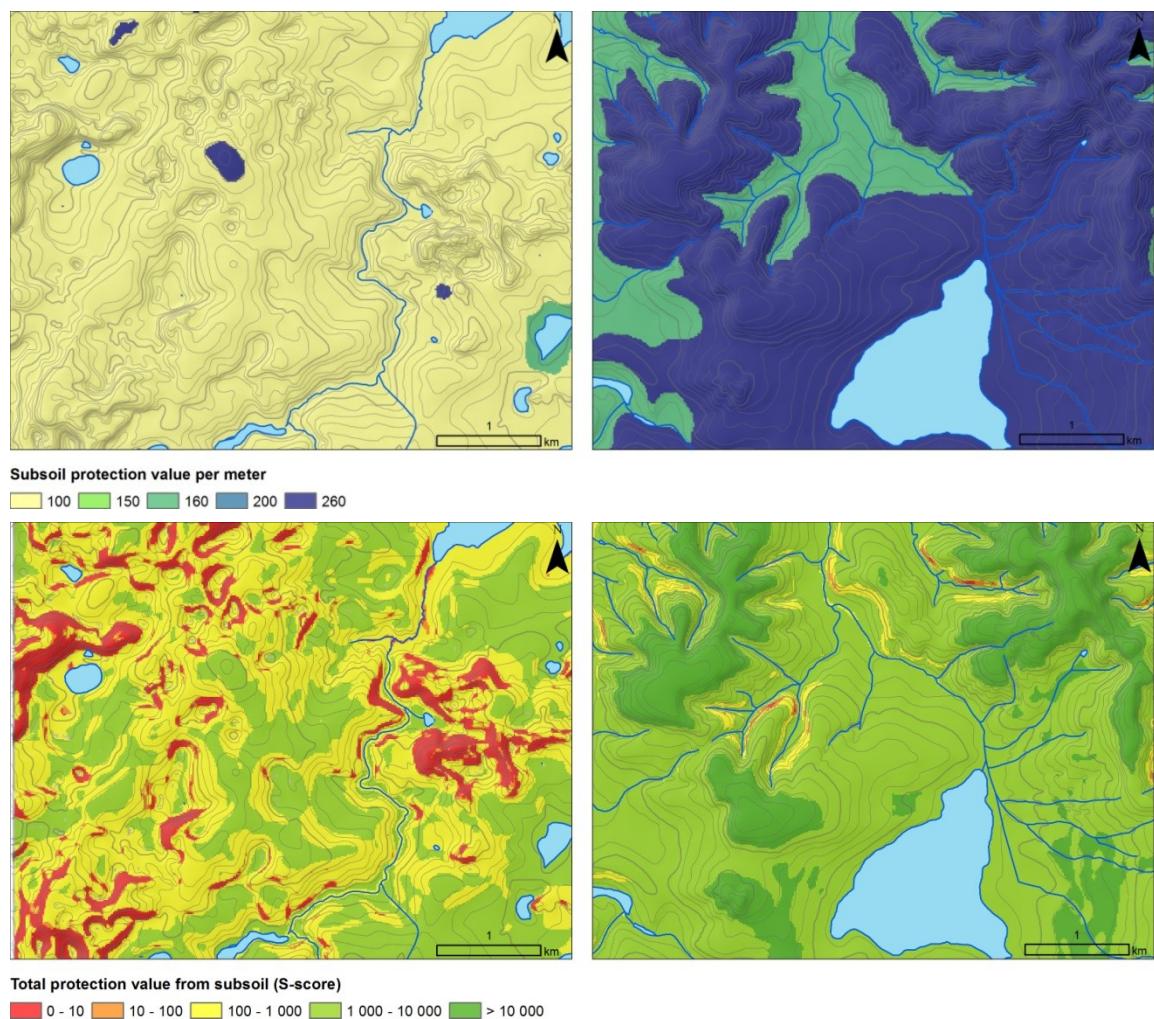 N
N
1
km
1
km
Subsoil protection value per meter
100 150 160 200 260
N
N
1
km
1
km
Total protection value from subsoil (S-score)
0 - 10 10 - 100 100 - 1 000 1 000 - 10 000 > 10 000